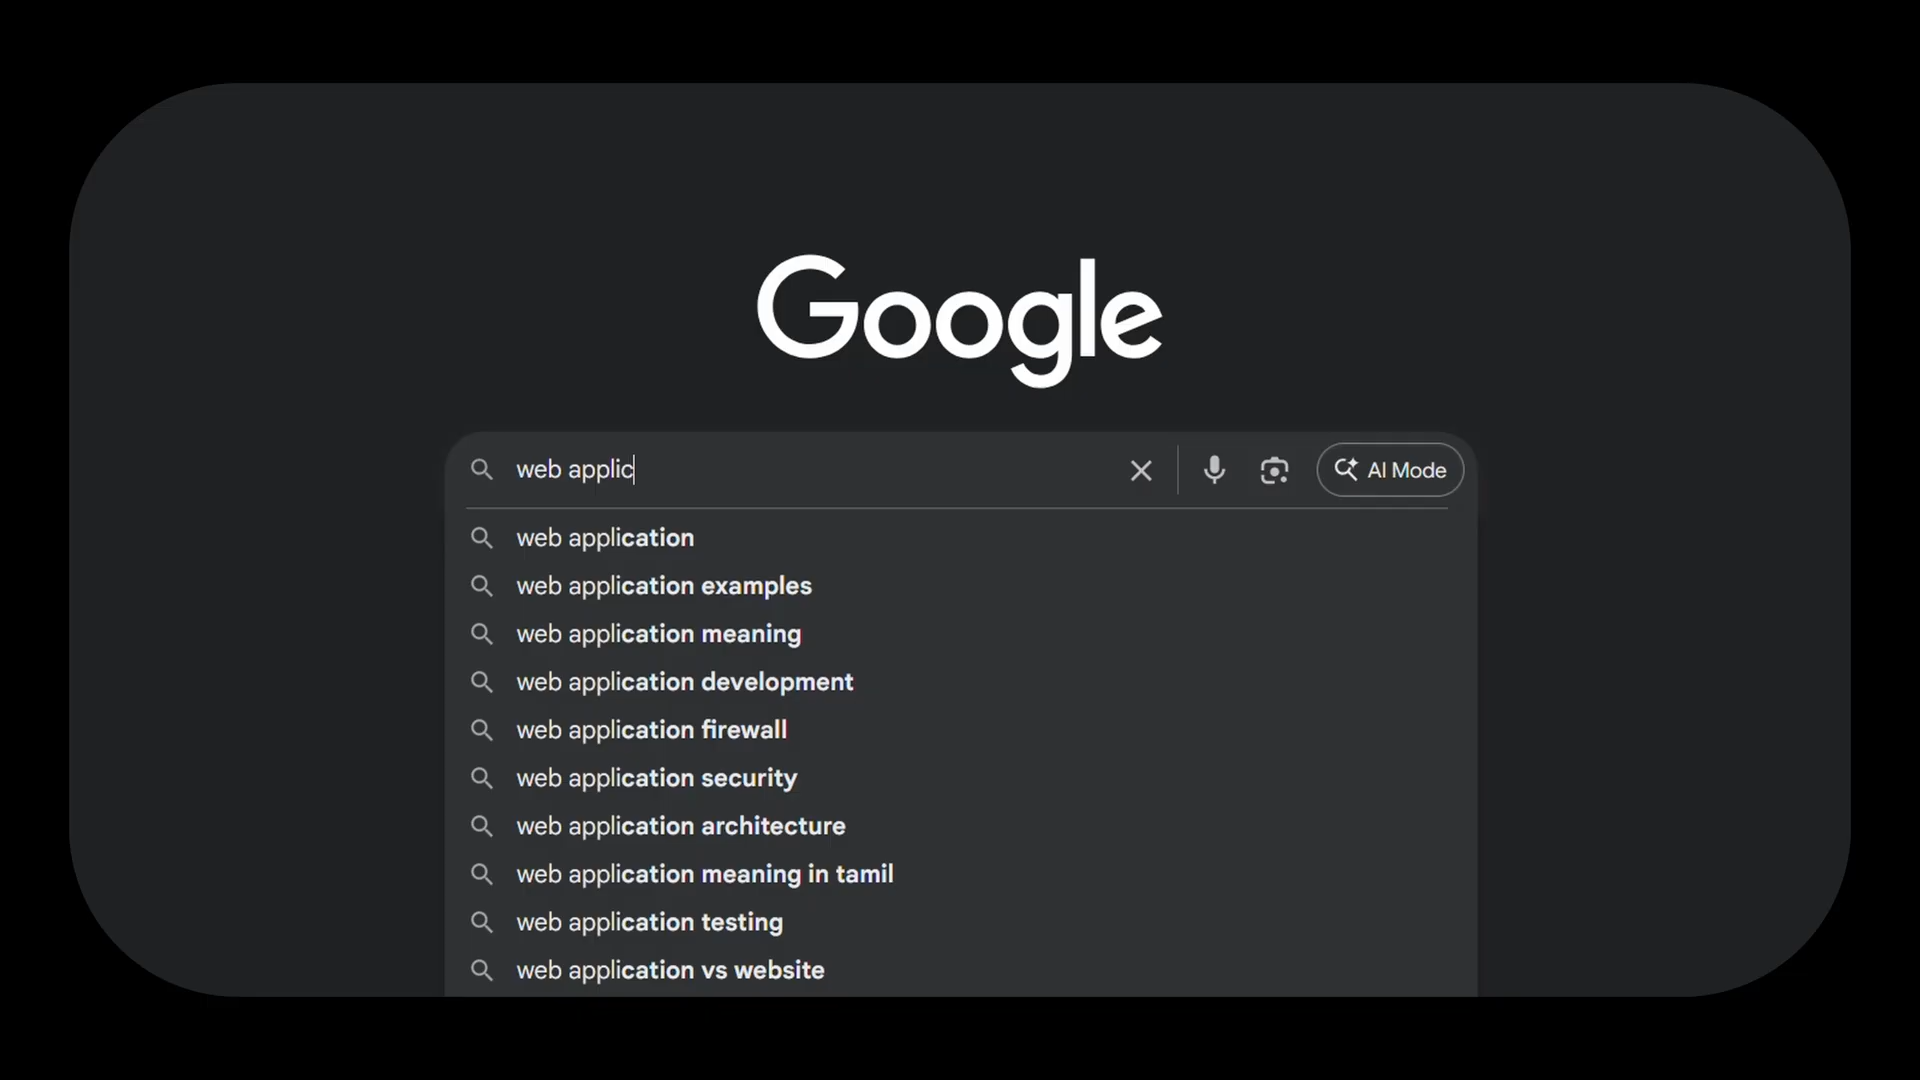 Google
web applic
AI Mode
web application
web application examples
web application meaning
web application development
web application firewall
web application security
web application architecture
web application meaning in tamil
web application testing
web application vs website